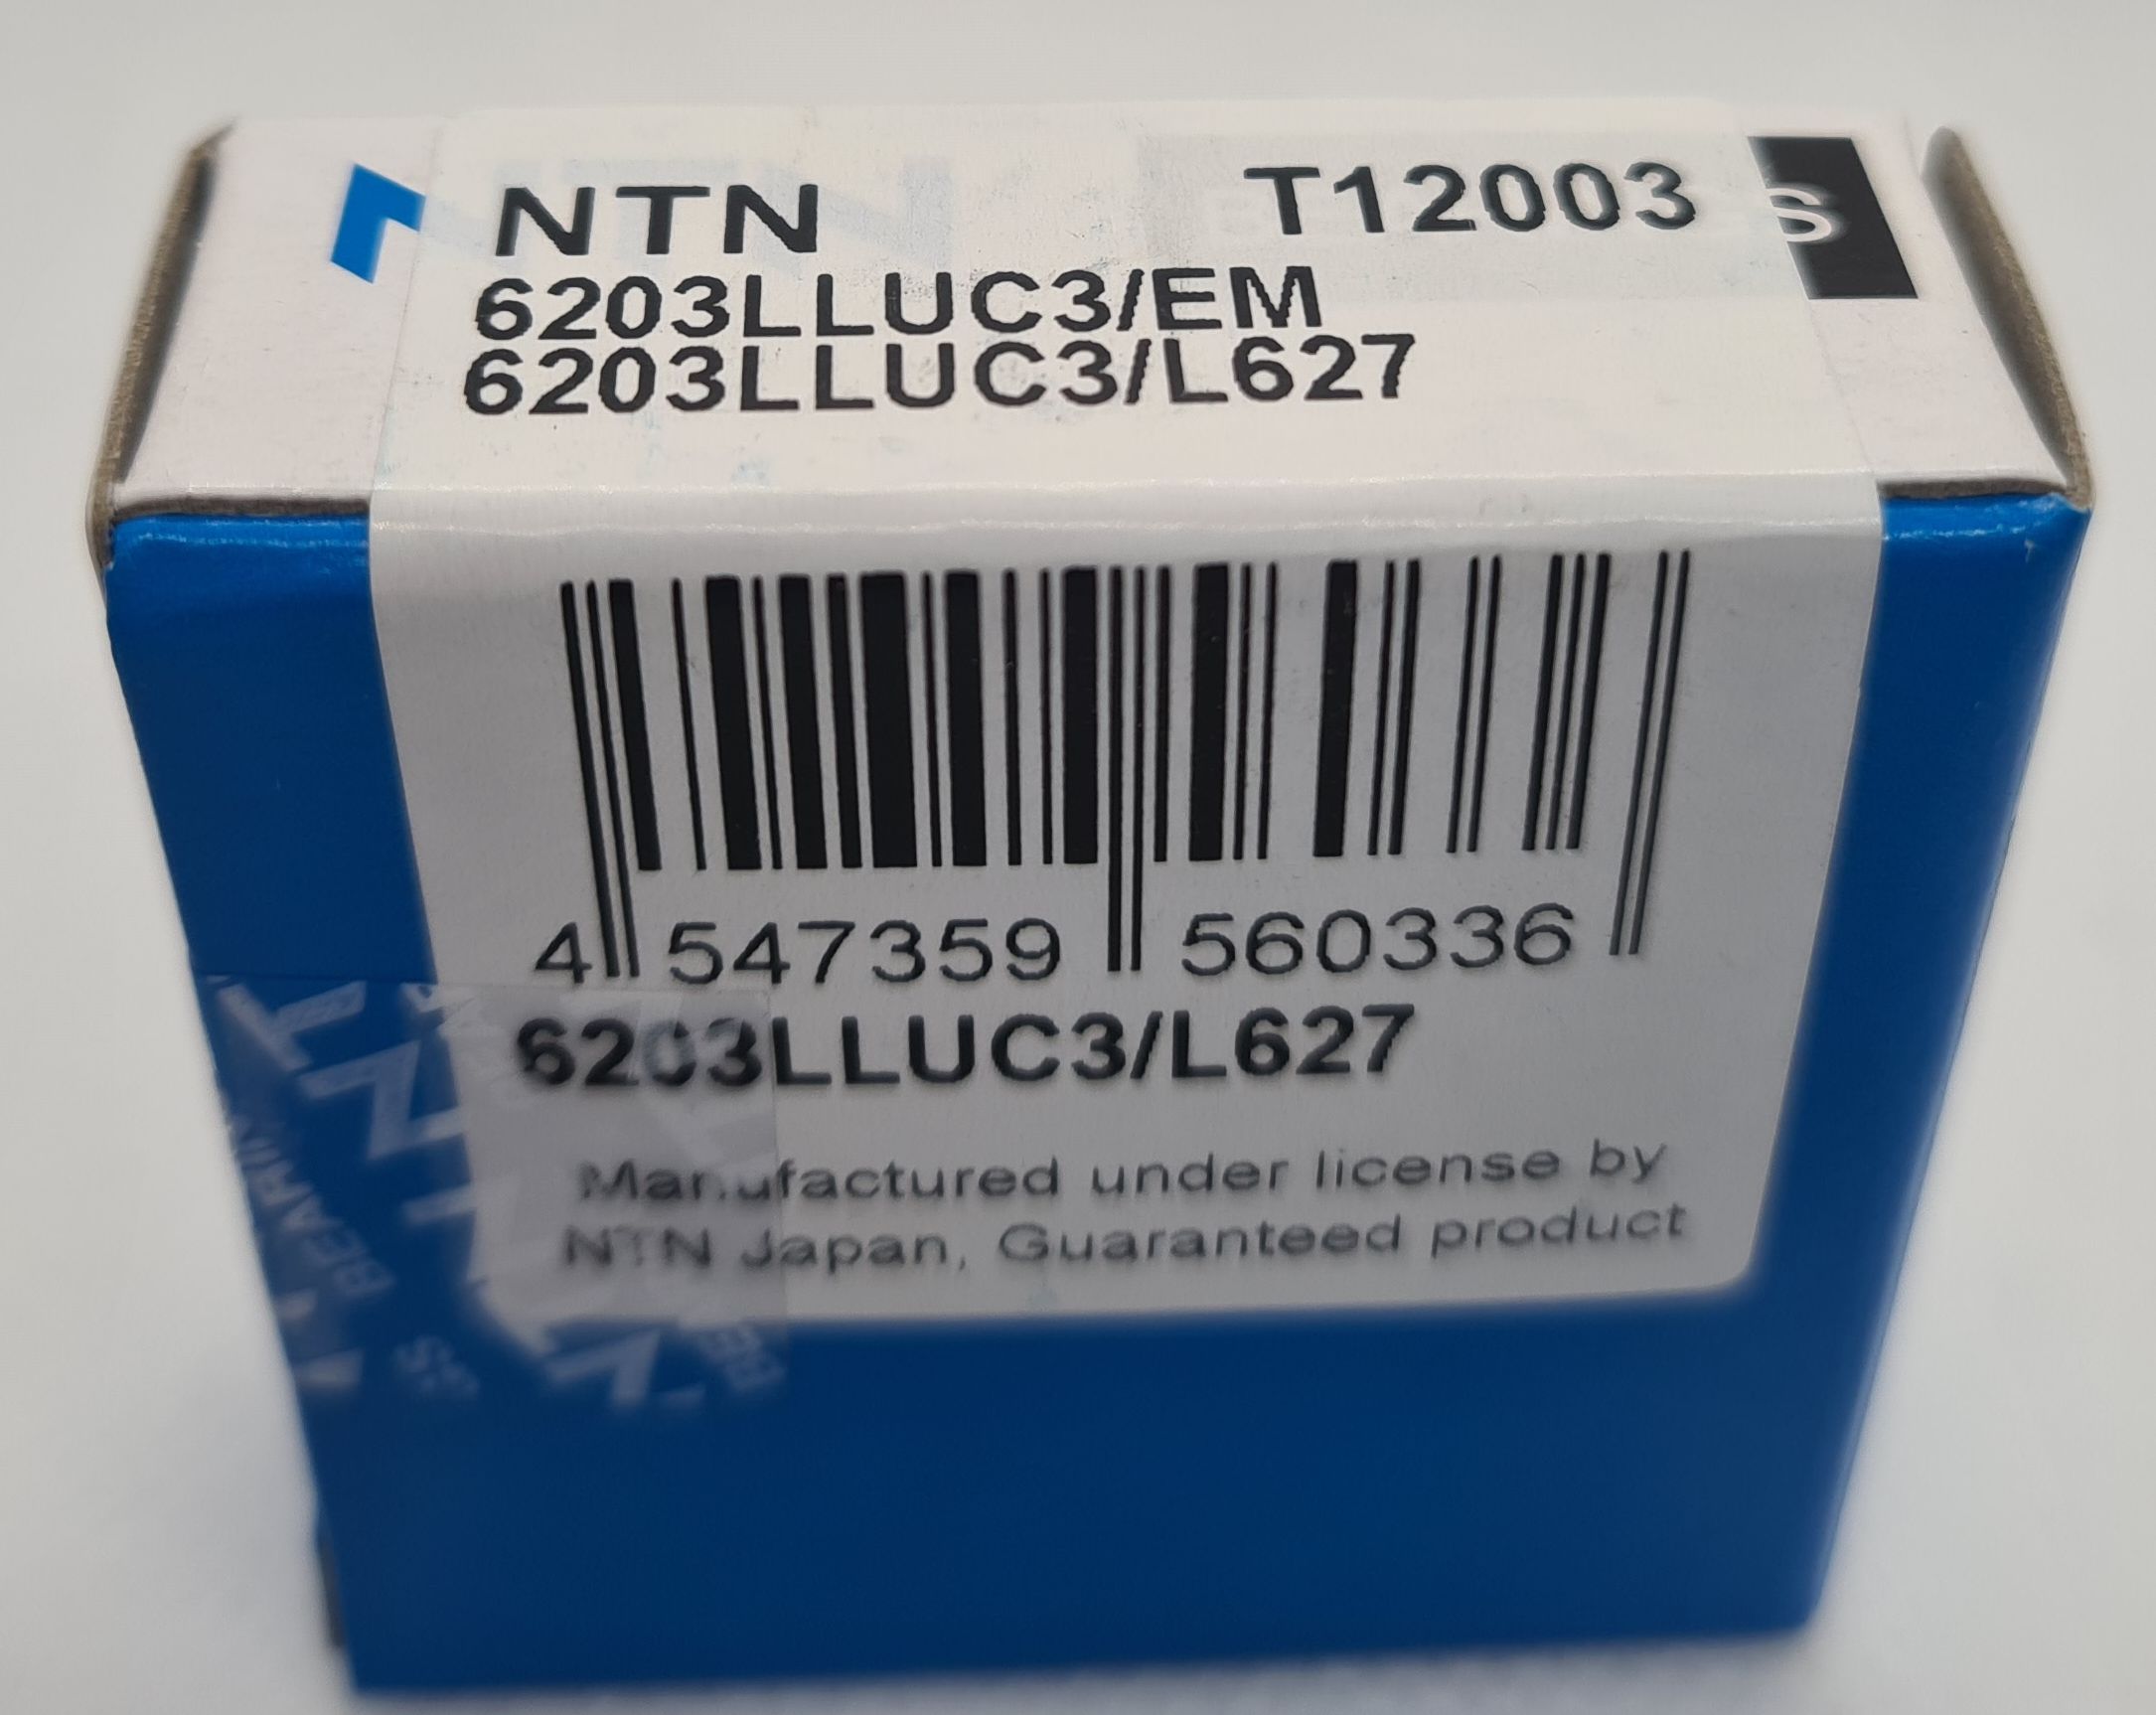 NTN T12003
S
6203LLUC3/EM
6203LLUC3/L627
4 547359 560336
6203LLUC3/L627
Manufactured under license by
NTN Japan, Guaranteed product